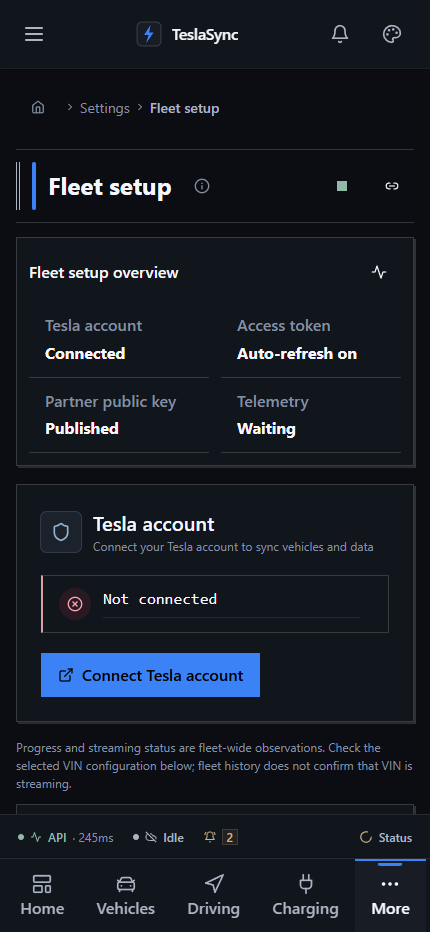 TeslaSync
Settings Fleet setup
Fleet setup
Fleet setup overview
Tesla account
Connected
Access token
Auto-refresh on
Partner public key
Published
Telemetry
Waiting
Tesla account
Connect your Tesla account to sync vehicles and data
Not connected
Connect Tesla account
Progress and streaming status are fleet-wide observations. Check the
selected VIN configuration below; fleet history does not confirm that VIN is
streaming.
API · 245ms Idle 2 Status
Home Vehicles Driving Charging More